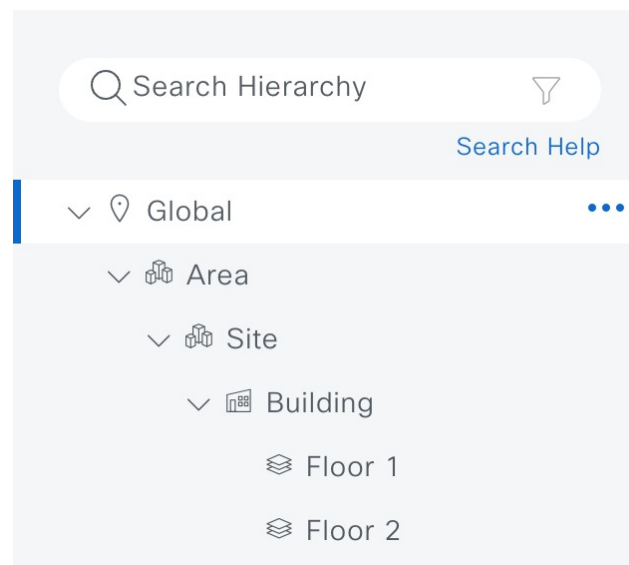 Search Hierarchy
Search Help
Global
Area
Site
Building
Floor 1
Floor 2